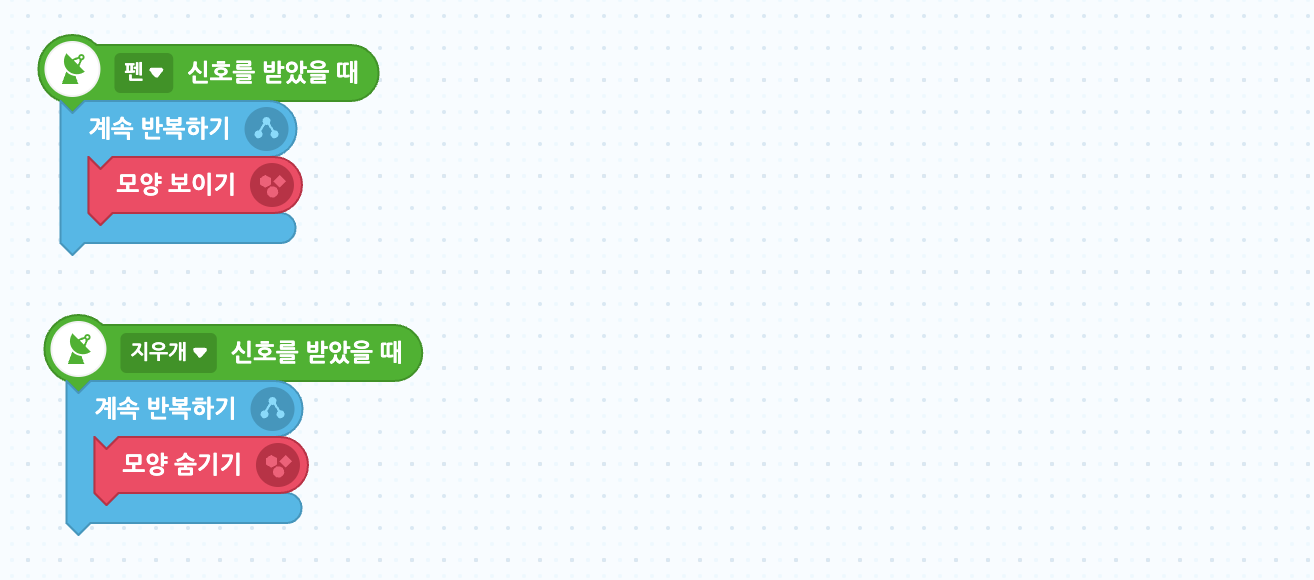 펜 신호를 받았을 때
계속 반복하기
모양 보이기
지우개 신호를 받았을 때
계속 반복하기
모양 숨기기